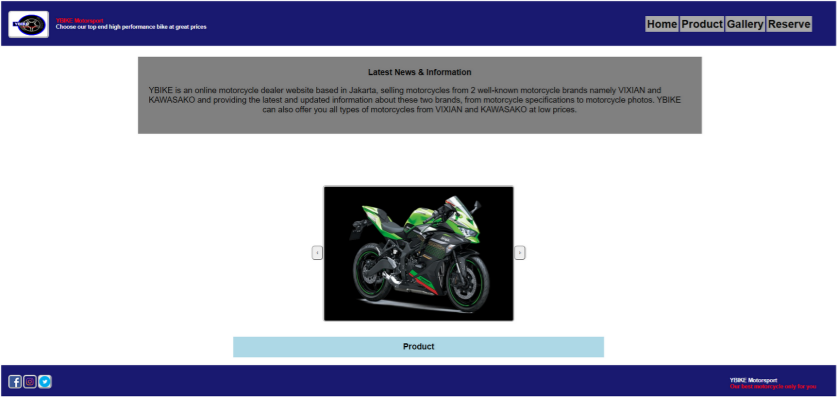 YBIKE
YBIKE Motorsport
Choose our top end high performance bike at great prices
Home Product Gallery Reserve
Latest News & Information
YBIKE is an online motorcycle dealer website based in Jakarta, selling motorcycles from 2 well-known motorcycle brands namely VIXIAN and
KAWASAKO and providing the latest and updated information about these two brands, from motorcycle specifications to motorcycle photos. YBIKE
can also offer you all types of motorcycles from VIXIAN and KAWASAKO at low prices.
Product
YBIKE Motorsport
Our best motorcycle only for you